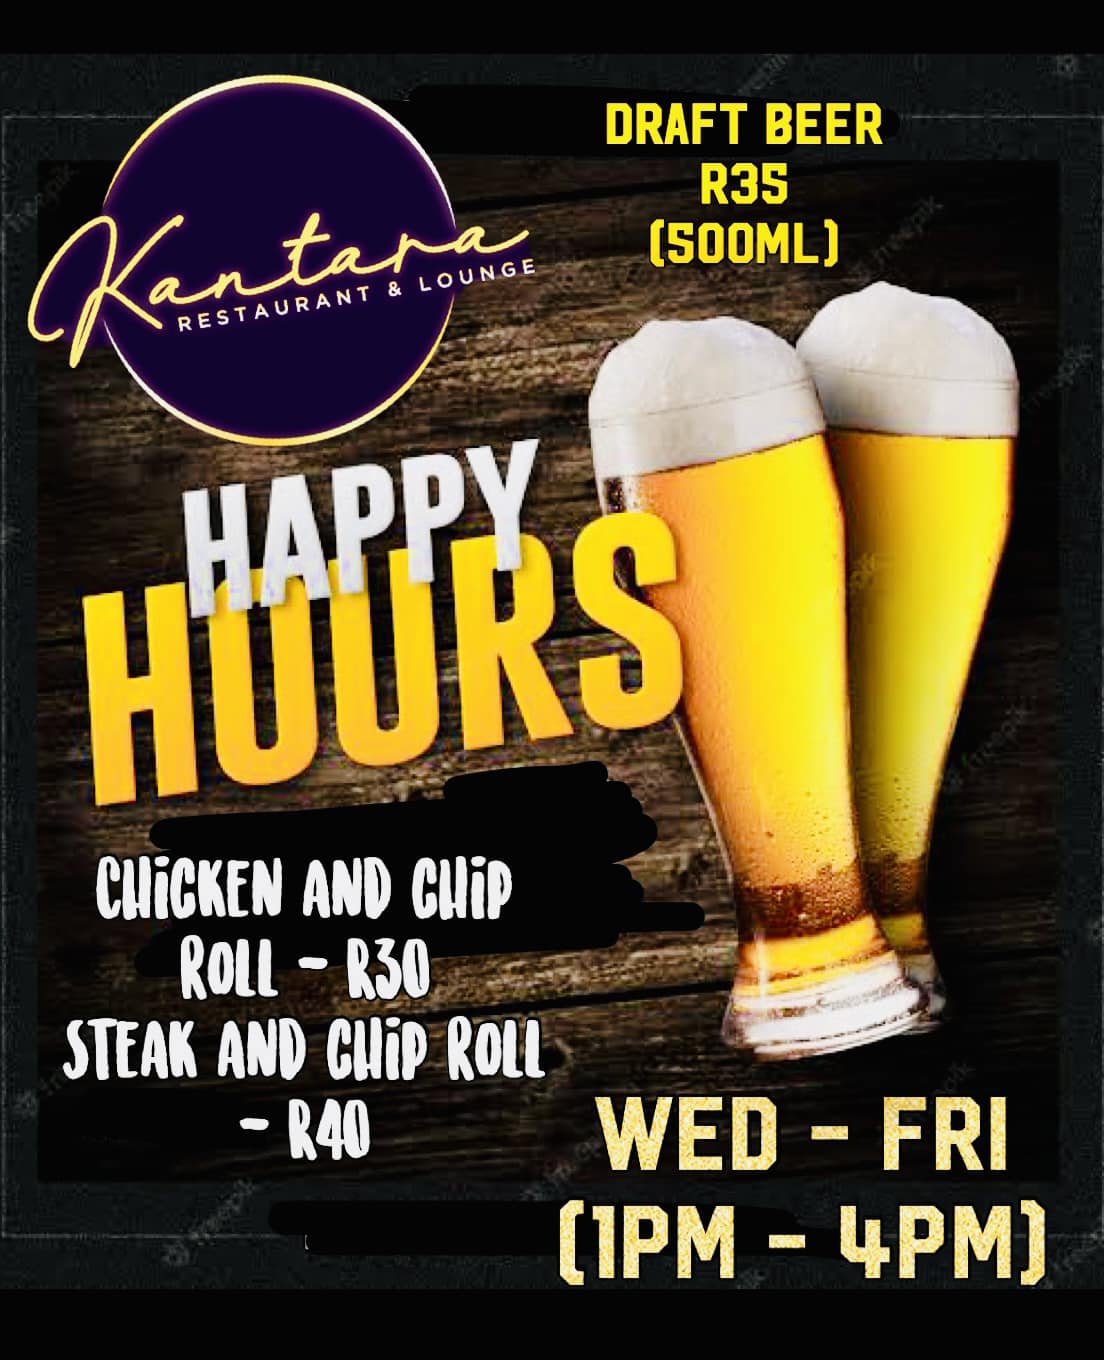 DRAFT BEER
R35
(500ML)
Kantara
RESTAURANT & LOUNGE
HAPPY
HOURS
CHiCKEN AND CHiP
ROLL - R30
STEAK AND CHiP ROLL
- R40
WED - FRI
(1PM - 4PM)
freepik